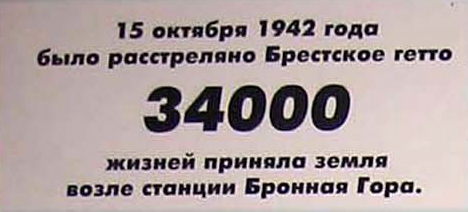 15 октября 1942 года
было расстреляно Брестское гетто
34000
жизней приняла земля
возле станции Бронная Гора.